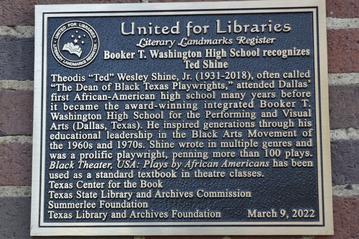 United for Libraries
Literary Landmarks Register
Booker T. Washington High School recognizes
Ted Shine
Theodis "Ted" Wesley Shine, Jr. (1931-2018), often called
"The Dean of Black Texas Playwrights," attended Dallas'
first African-American high school many years before
it became the award-winning integrated Booker T.
Washington High School for the Performing and Visual
Arts (Dallas, Texas). He inspired generations through his
educational leadership in the Black Arts Movement of
the 1960s and 1970s. Shine wrote in multiple genres and
was a prolific playwright, penning more than 100 plays.
Black Theater, USA: Plays by African Americans has been
used as a standard textbook in theatre classes.
Texas Center for the Book
Texas State Library and Archives Commission
Summerlee Foundation
Texas Library and Archives Foundation March 9, 2022